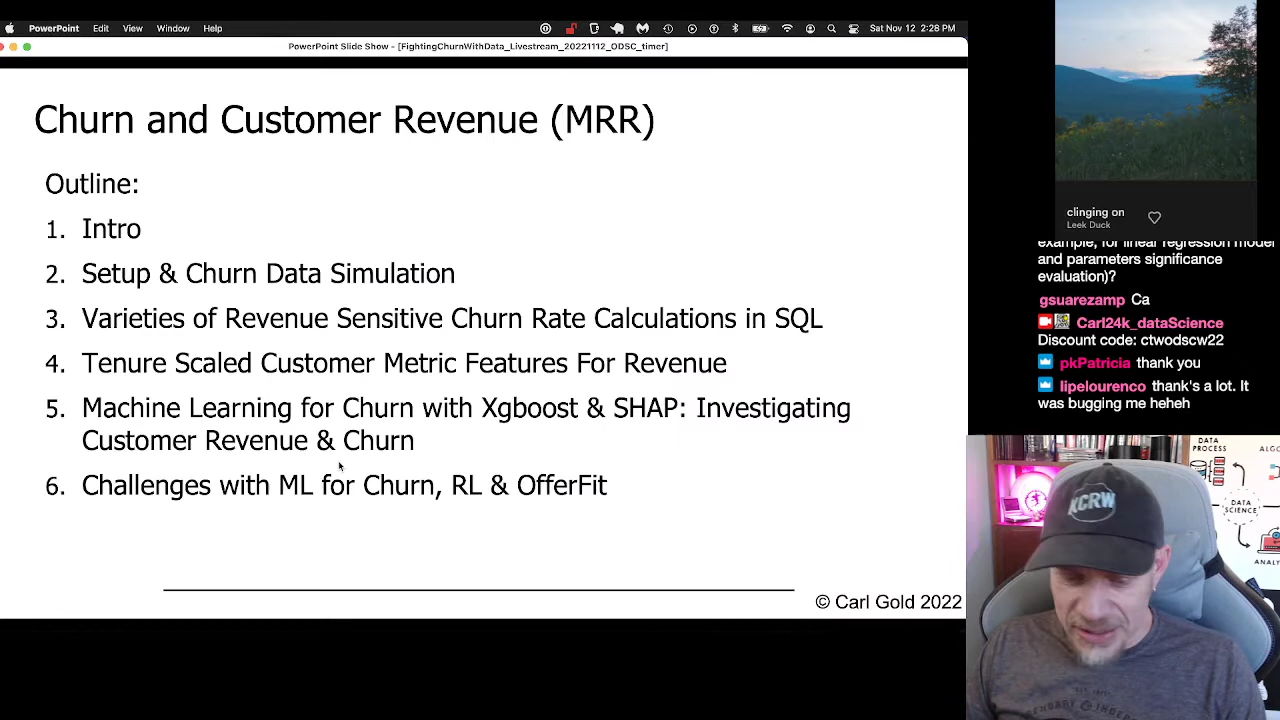 PowerPoint Edit View Window Help
Sat Nov 12 2:28 PM
PowerPoint Slide Show - [FightingChurnWithData_Livestream_20221112_ODSC_timer]
Churn and Customer Revenue (MRR)
Outline:
1. Intro
2. Setup & Churn Data Simulation
3. Varieties of Revenue Sensitive Churn Rate Calculations in SQL
4. Tenure Scaled Customer Metric Features For Revenue
5. Machine Learning for Churn with Xgboost & SHAP: Investigating
Customer Revenue & Churn
6. Challenges with ML for Churn, RL & OfferFit
© Carl Gold 2022
clinging on
Leek Duck
example, for linear regression model
and parameters significance
evaluation)?
gsuarezamp Ca
Carl24k_dataScience
Discount code: ctwodscw22
pkPatricia thank you
lipelourenco thank's a lot. It
was bugging me heheh
DATA
PROCESS
DATA
SCIENCE
KCRW